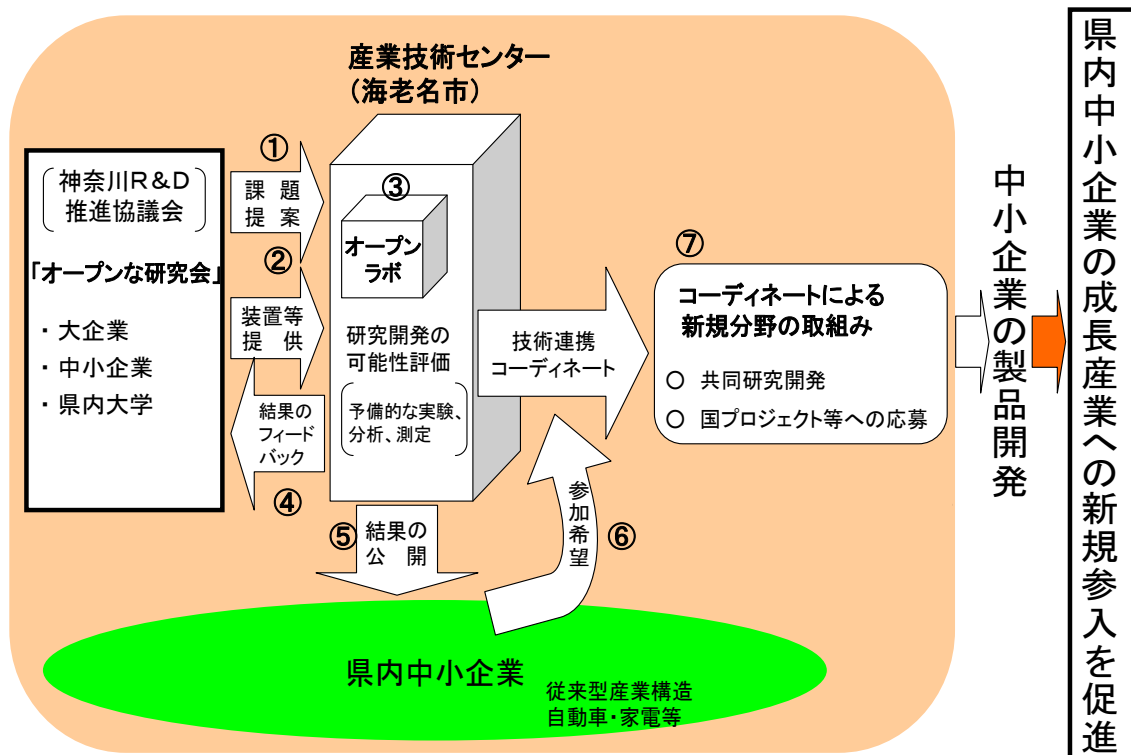 産業技術センター
(海老名市)
①
課 題
提 案
神奈川R&D
推進協議会
「オープンな研究会」
・ 大企業
・ 中小企業
・ 県内大学
②
装置等
提 供
結果の
フィード
バック
④
③
オープン
ラボ
研究開発の
可能性評価
予備的な実験、
分析、測定
⑤
結果の
公 開
技術連携
コーディネート
参加希望
⑥
⑦
コーディネートによる
新規分野の取組み
○ 共同研究開発
○ 国プロジェクト等への応募
県内中小企業
従来型産業構造
自動車・家電等
中小企業の製品開発
県内中小企業の成長産業への新規参入を促進